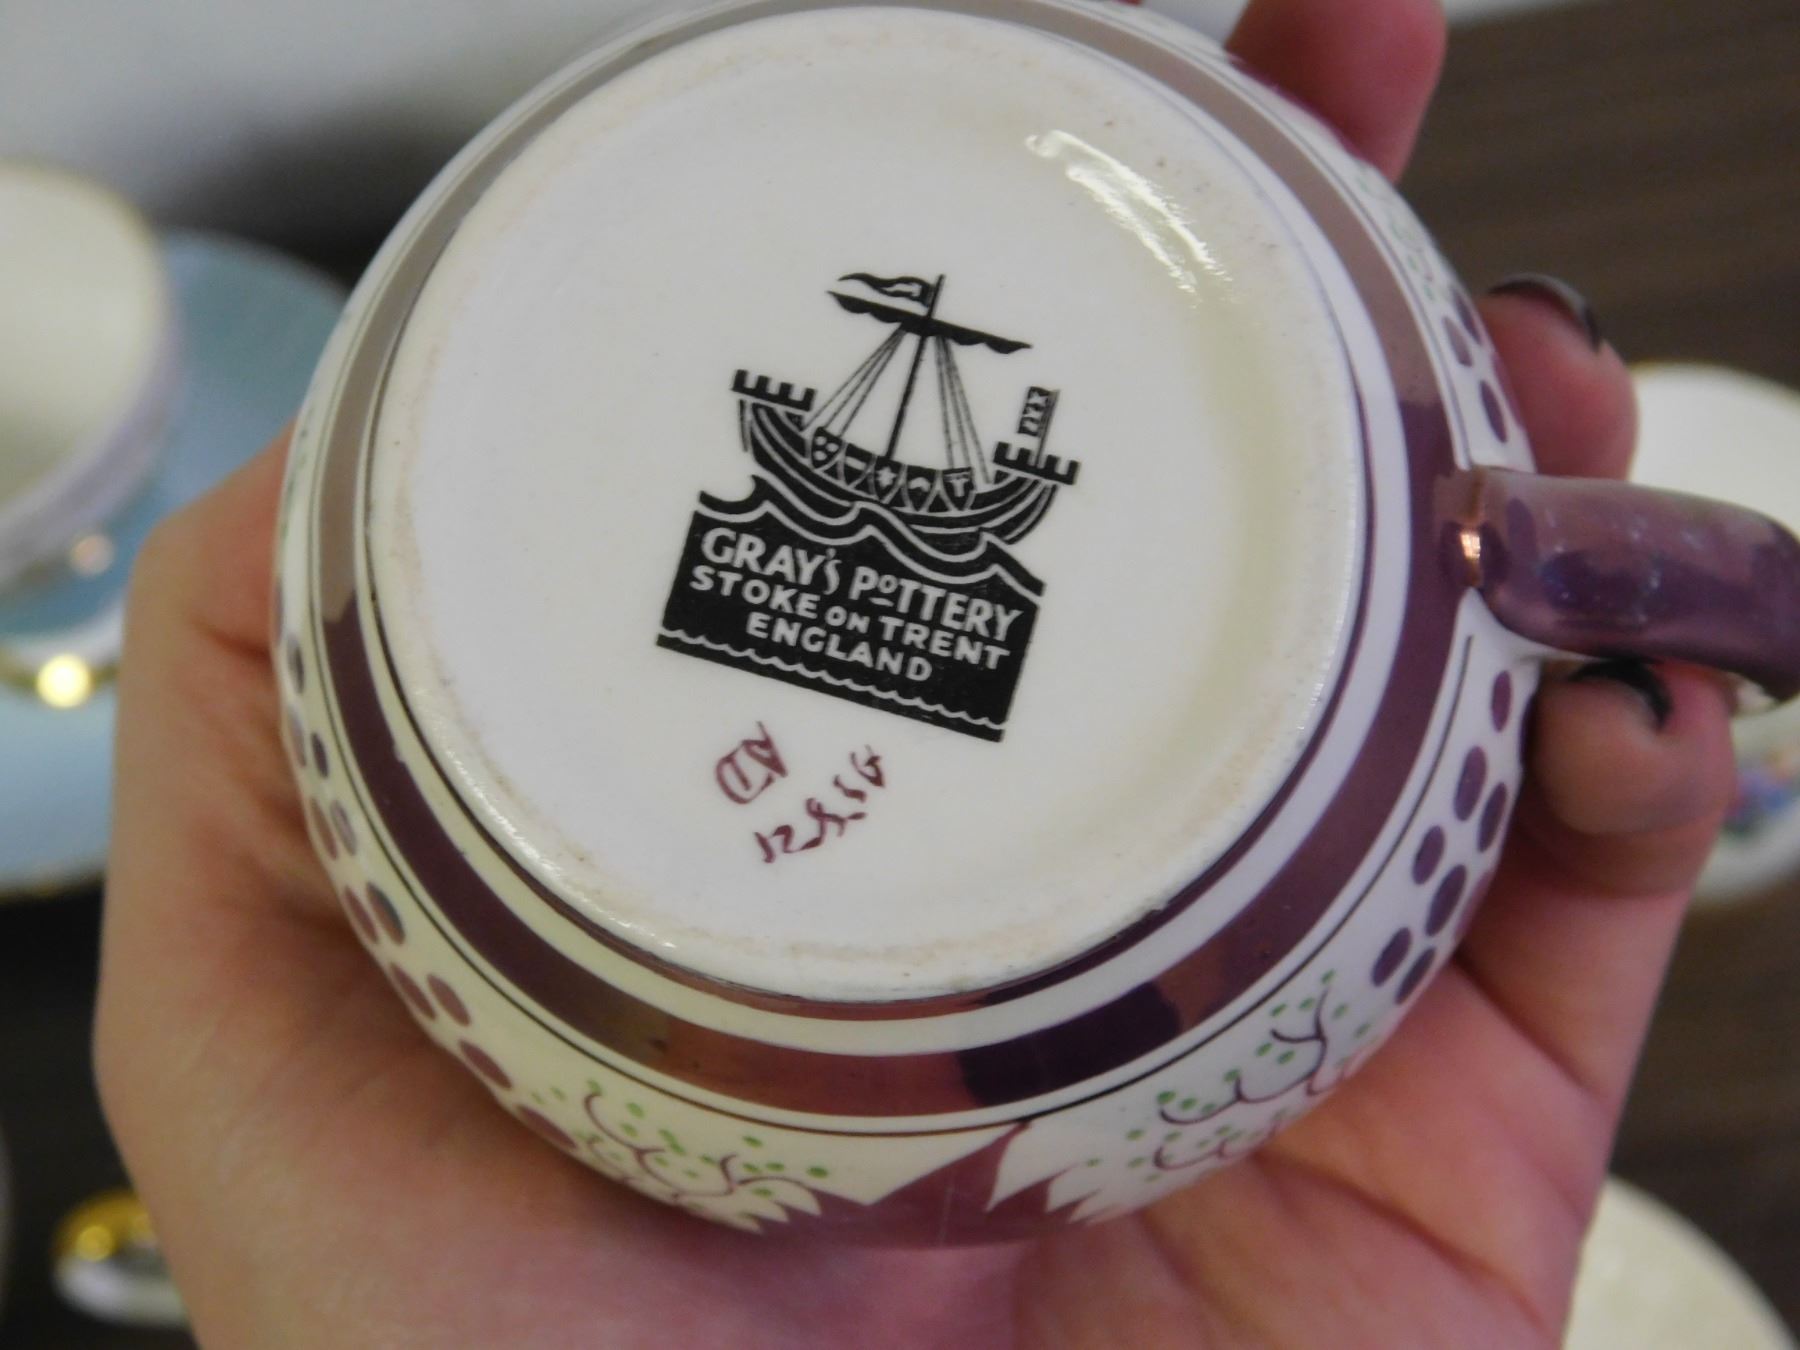 GRAY'S POTTERY
STOKE ON TRENT
ENGLAND